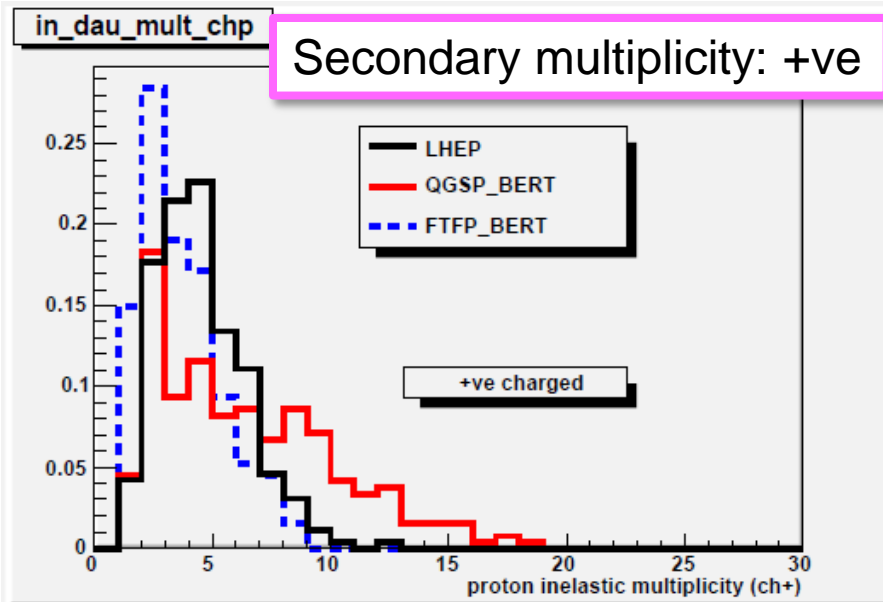 in_dau_mult_chp
Secondary multiplicity: +ve
0.25
0.2
0.15
0.1
0.05
0
LHEP
QGSP_BERT
FTFP_BERT
+ve charged
0 5 10 15 20 25 30
proton inelastic multiplicity (ch+)